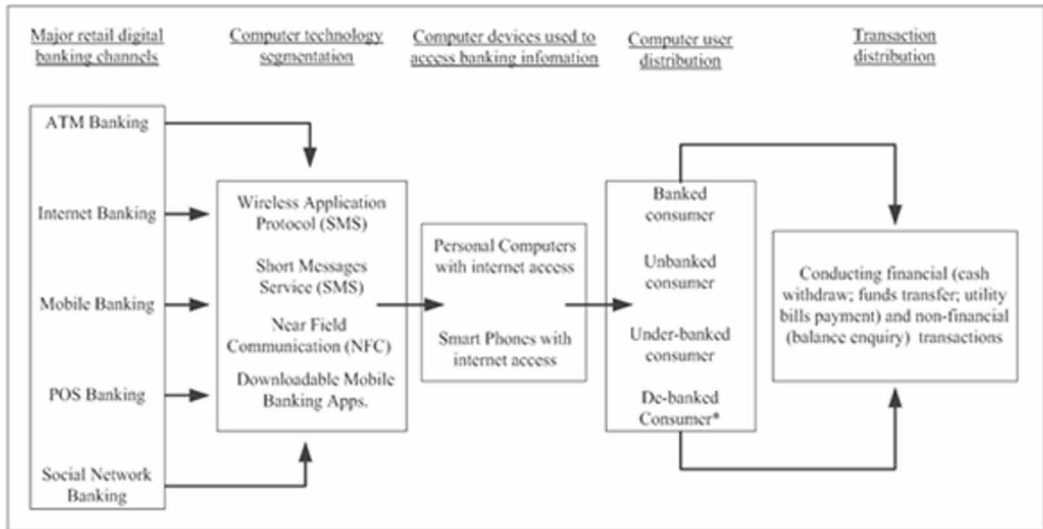 Major retail digital
banking channels
Computer technology
segmentation
Computer devices used to
access banking infomation
Computer user
distribution
Transaction
distribution
ATM Banking
Internet Banking
Mobile Banking
POS Banking
Social Network
Banking
Wireless Application
Protocol (SMS)
Short Messages
Service (SMS)
Near Field
Communication (NFC)
Downloadable Mobile
Banking Apps.
Personal Computers
with internet access
Smart Phones with
internet access
Banked
consumer
Unbanked
consumer
Under-banked
consumer
De-banked
Consumer*
Conducting financial (cash
withdraw; funds transfer; utility
bills payment) and non-financial
(balance enquiry) transactions